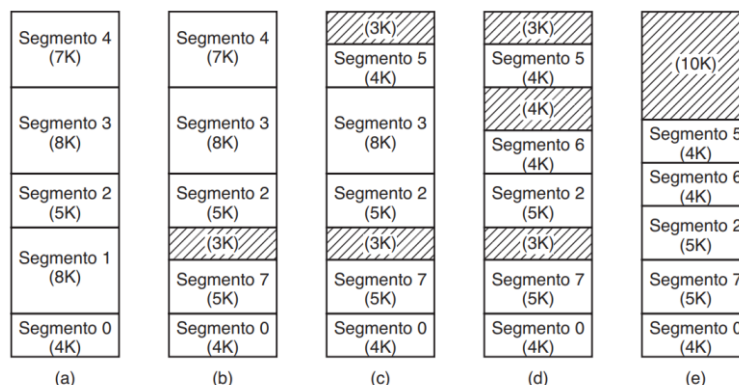 Segmento 4
(7K)
Segmento 3
(8K)
Segmento 2
(5K)
Segmento 1
(8K)
Segmento 0
(4K)
(a)
Segmento 4
(7K)
Segmento 3
(8K)
Segmento 2
(5K)
(3K)
Segmento 7
(5K)
Segmento 0
(4K)
(b)
(3K)
Segmento 5
(4K)
Segmento 3
(8K)
Segmento 2
(5K)
(3K)
Segmento 7
(5K)
Segmento 0
(4K)
(c)
(3K)
Segmento 5
(4K)
(4K)
Segmento 6
(4K)
Segmento 2
(5K)
(3K)
Segmento 7
(5K)
Segmento 0
(4K)
(d)
(10K)
Segmento 5
(4K)
Segmento 6
(4K)
Segmento 2
(5K)
Segmento 7
(5K)
Segmento 0
(4K)
(e)